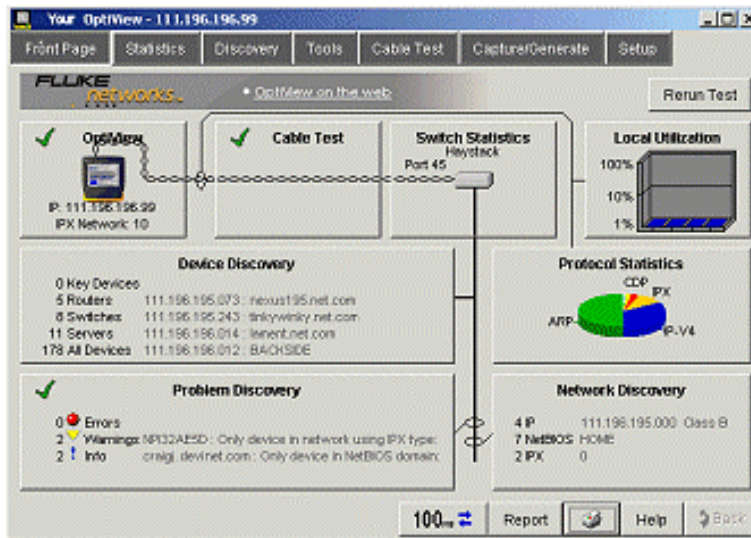 Your OptiView - 111.196.196.99
Front Page Statistics Discovery Tools Cable Test Capture/Generate Setup
FLUKE
networks
OptiView on the web
Rerun Test
OptiView
IP: 111.196.196.99
IPX Network: 10
Cable Test
Switch Statistics
Haystack
Port 45
Local Utilization
100%
10%
1%
Device Discovery
0 Key Devices
5 Routers 111.196.195.073 : nexus195.net.com
8 Switches 111.196.195.243 : tinkywinky.net.com
11 Servers 111.196.196.014 : lament.net.com
178 All Devices 111.196.196.012 : BACKSIDE
Protocol Statistics
CDP
IPX
ARP
IP-V4
Problem Discovery
0 Errors
2 Warnings NPI32AE5D : Only device in network using IPX type:
2 Info craigj.devinet.com : Only device in NetBIOS domain:
Network Discovery
4 IP 111.196.195.000 Class B
7 NetBIOS HOME
2 IPX 0
100
Report
Help
Back